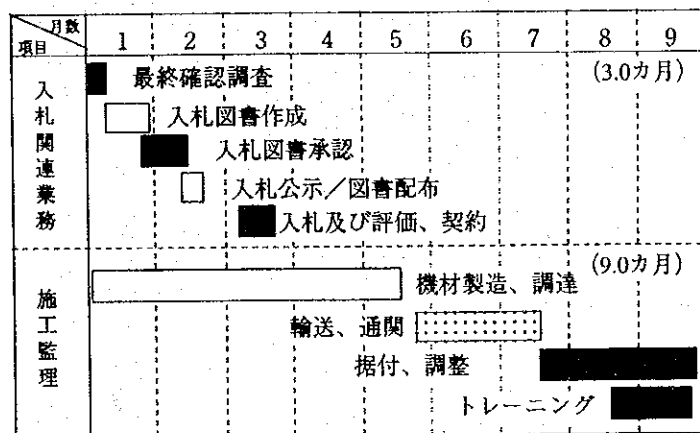 月数
項目
1 2 3 4 5 6 7 8 9
入札関連業務
最終確認調査
(3.0カ月)
入札図書作成
入札図書承認
入札公示／図書配布
入札及び評価、契約
施工監理
(9.0カ月)
機材製造、調達
輸送、通関
据付、調整
トレーニング